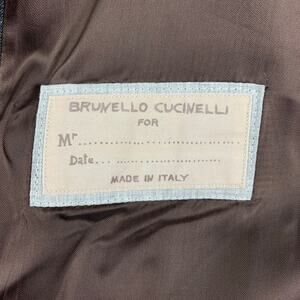 BRUNELLO CUCINELLI
FOR
Mr..............................
Date... ......................
MADE IN ITALY